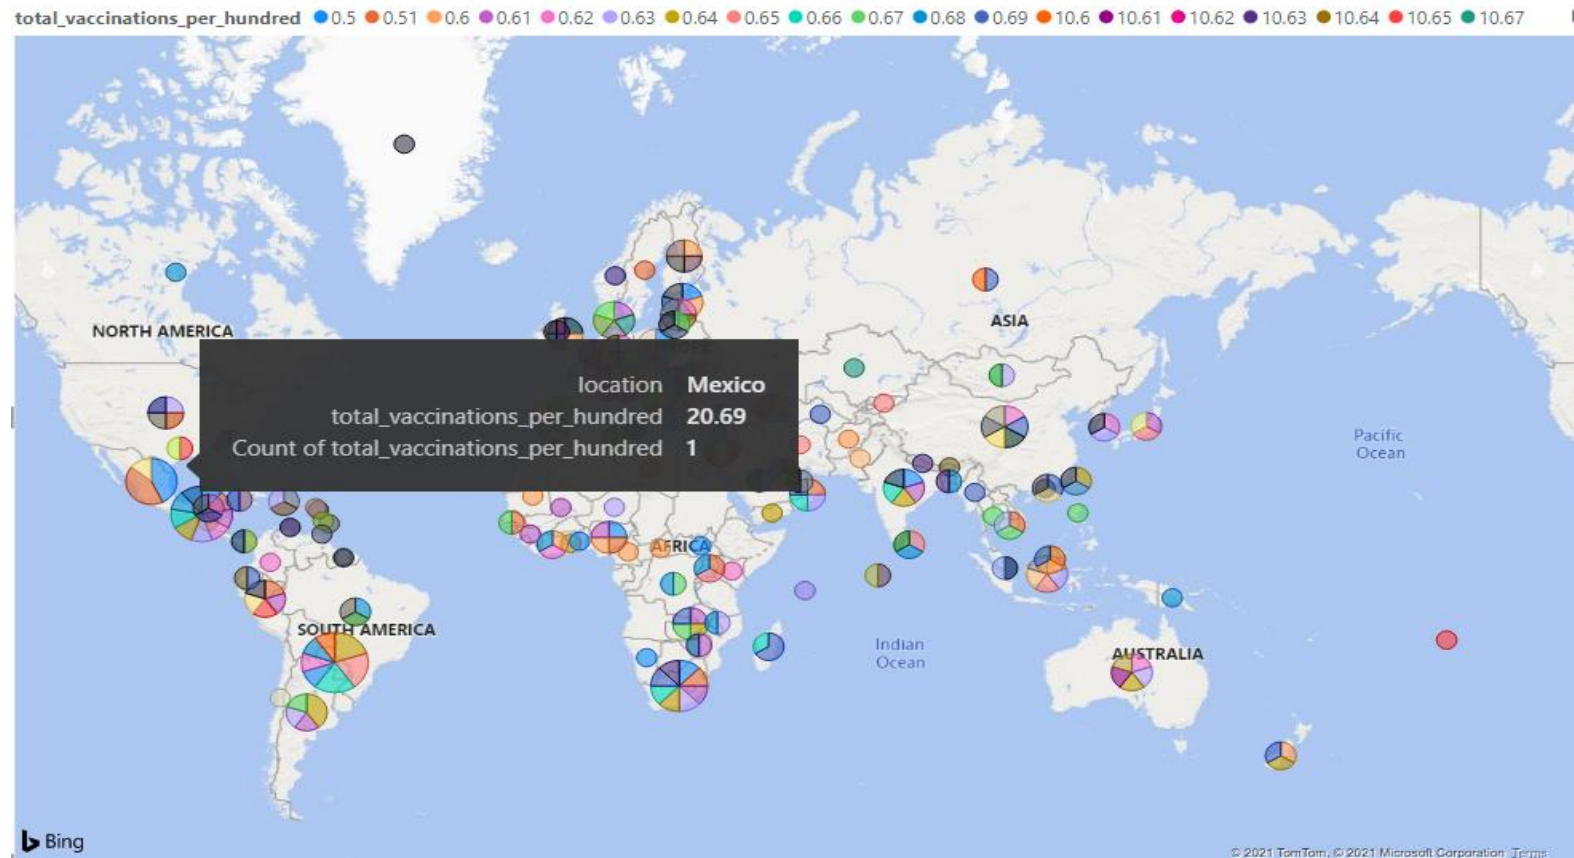 total_vaccinations_per_hundred 0.5 0.51 0.6 0.61 0.62 0.63 0.64 0.65 0.66 0.67 0.68 0.69 10.6 10.61 10.62 10.63 10.64 10.65 10.67
NORTH AMERICA
ASIA
location Mexico
total_vaccinations_per_hundred 20.69
Count of total_vaccinations_per_hundred 1
Pacific
Ocean
AFRICA
SOUTH AMERICA
Indian
Ocean
AUSTRALIA
Bing
© 2021 TomTom, © 2021 Microsoft Corporation Terms